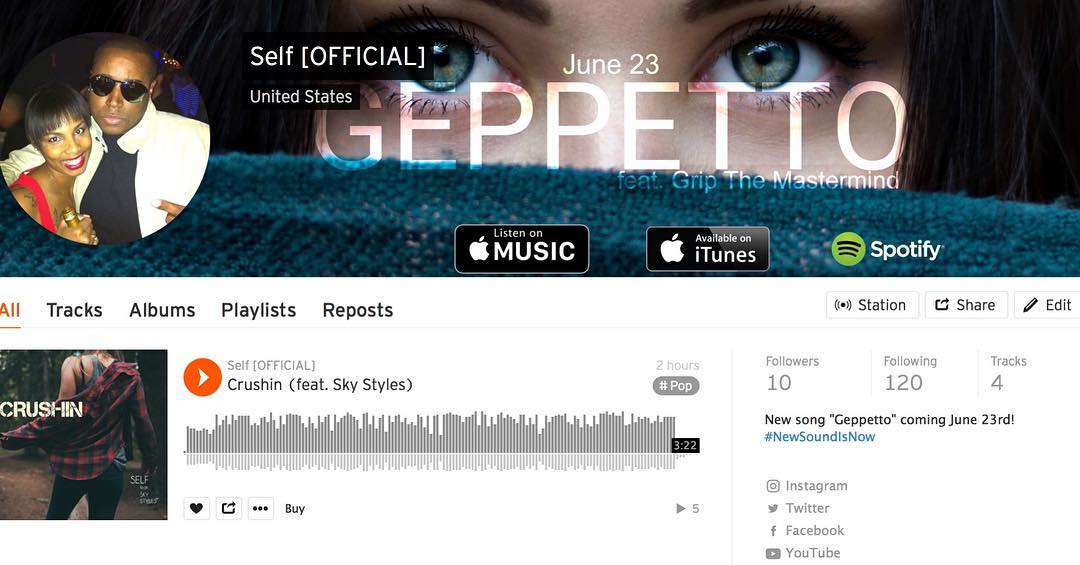 Self [OFFICIAL]
United States
June 23
GEPPETTO
feat. Grip The Mastermind
Listen on
MUSIC
Available on
iTunes
Spotify
All
Tracks
Albums
Playlists
Reposts
Station
Share
Edit
CRUSHIN
SELF
feat.
SKY
STYLES
Self [OFFICIAL]
Crushin (feat. Sky Styles)
2 hours
# Pop
3:22
Buy
5
Followers
10
Following
120
Tracks
4
New song "Geppetto" coming June 23rd!
#NewSoundIsNow
Instagram
Twitter
Facebook
YouTube